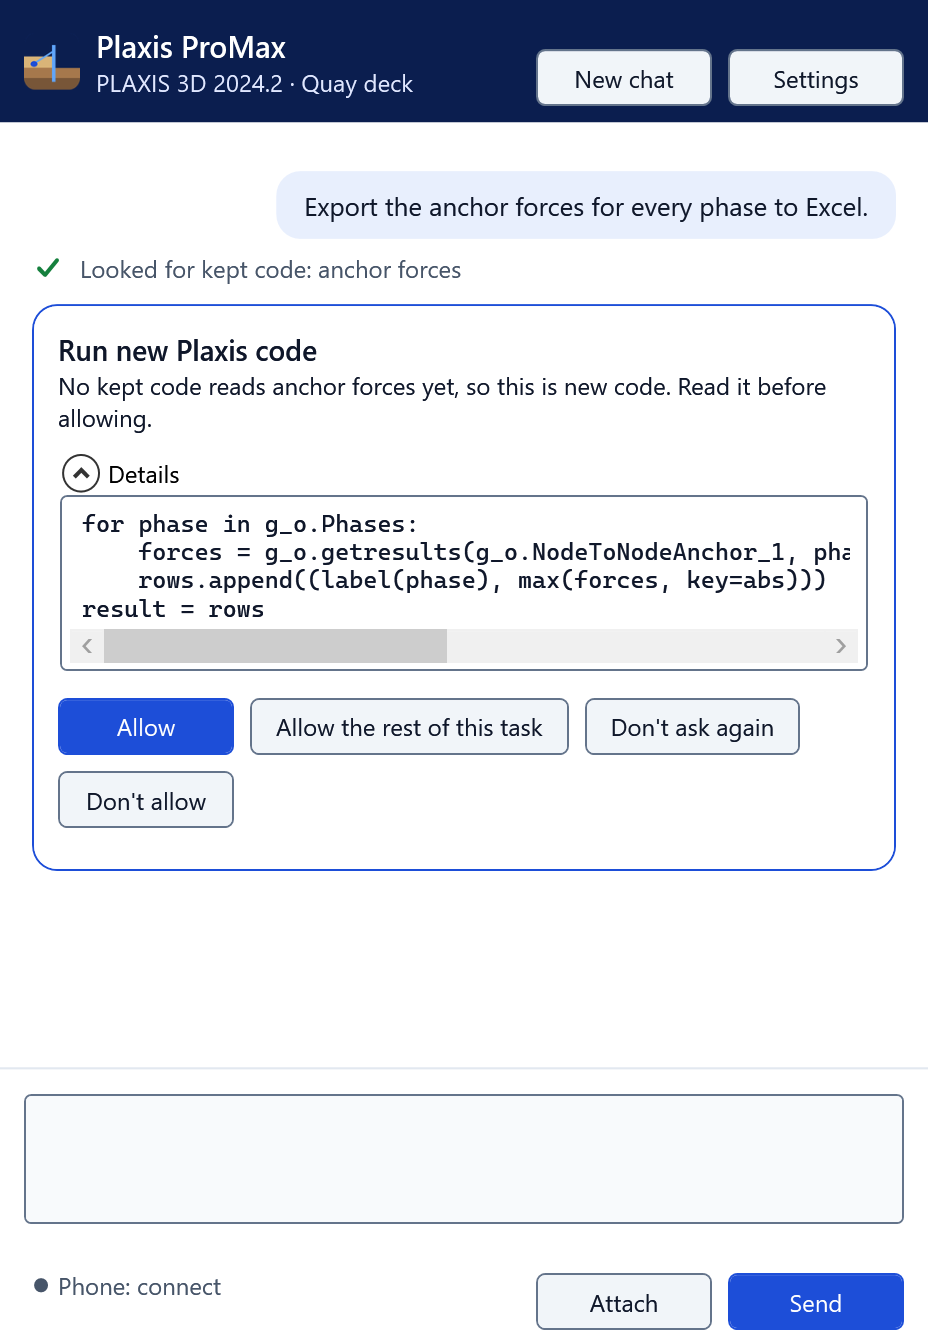 Plaxis ProMax
PLAXIS 3D 2024.2 · Quay deck
New chat
Settings
Export the anchor forces for every phase to Excel.
Looked for kept code: anchor forces
Run new Plaxis code
No kept code reads anchor forces yet, so this is new code. Read it before
allowing.
Details
for phase in g_o.Phases:
    forces = g_o.getresults(g_o.NodeToNodeAnchor_1, pha
    rows.append((label(phase), max(forces, key=abs)))
result = rows
Allow
Allow the rest of this task
Don't ask again
Don't allow
Phone: connect
Attach
Send